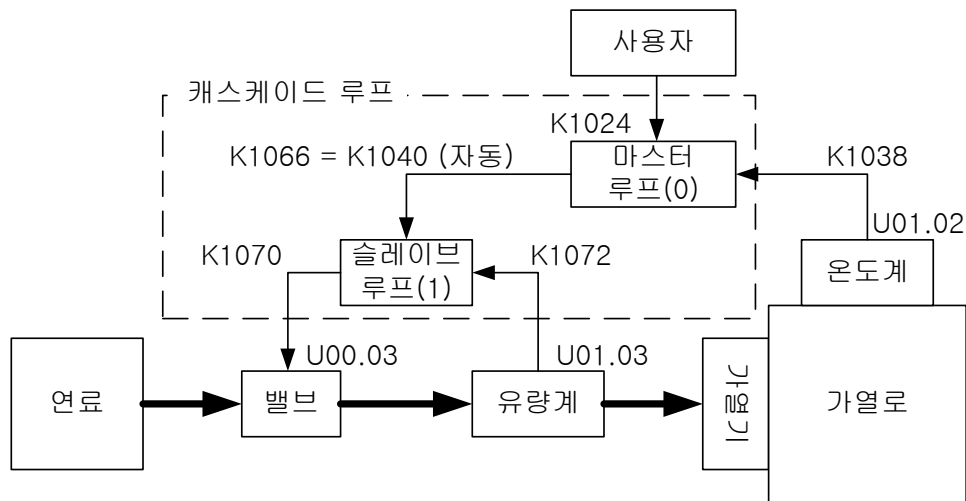 사용자
캐스케이드 루프
K1024
K1066 = K1040 (자동)
마스터
루프(0)
K1038
U01.02
K1070
슬레이브
루프(1)
K1072
온도계
U00.03
U01.03
연료
밸브
유량계
가열기
가열로